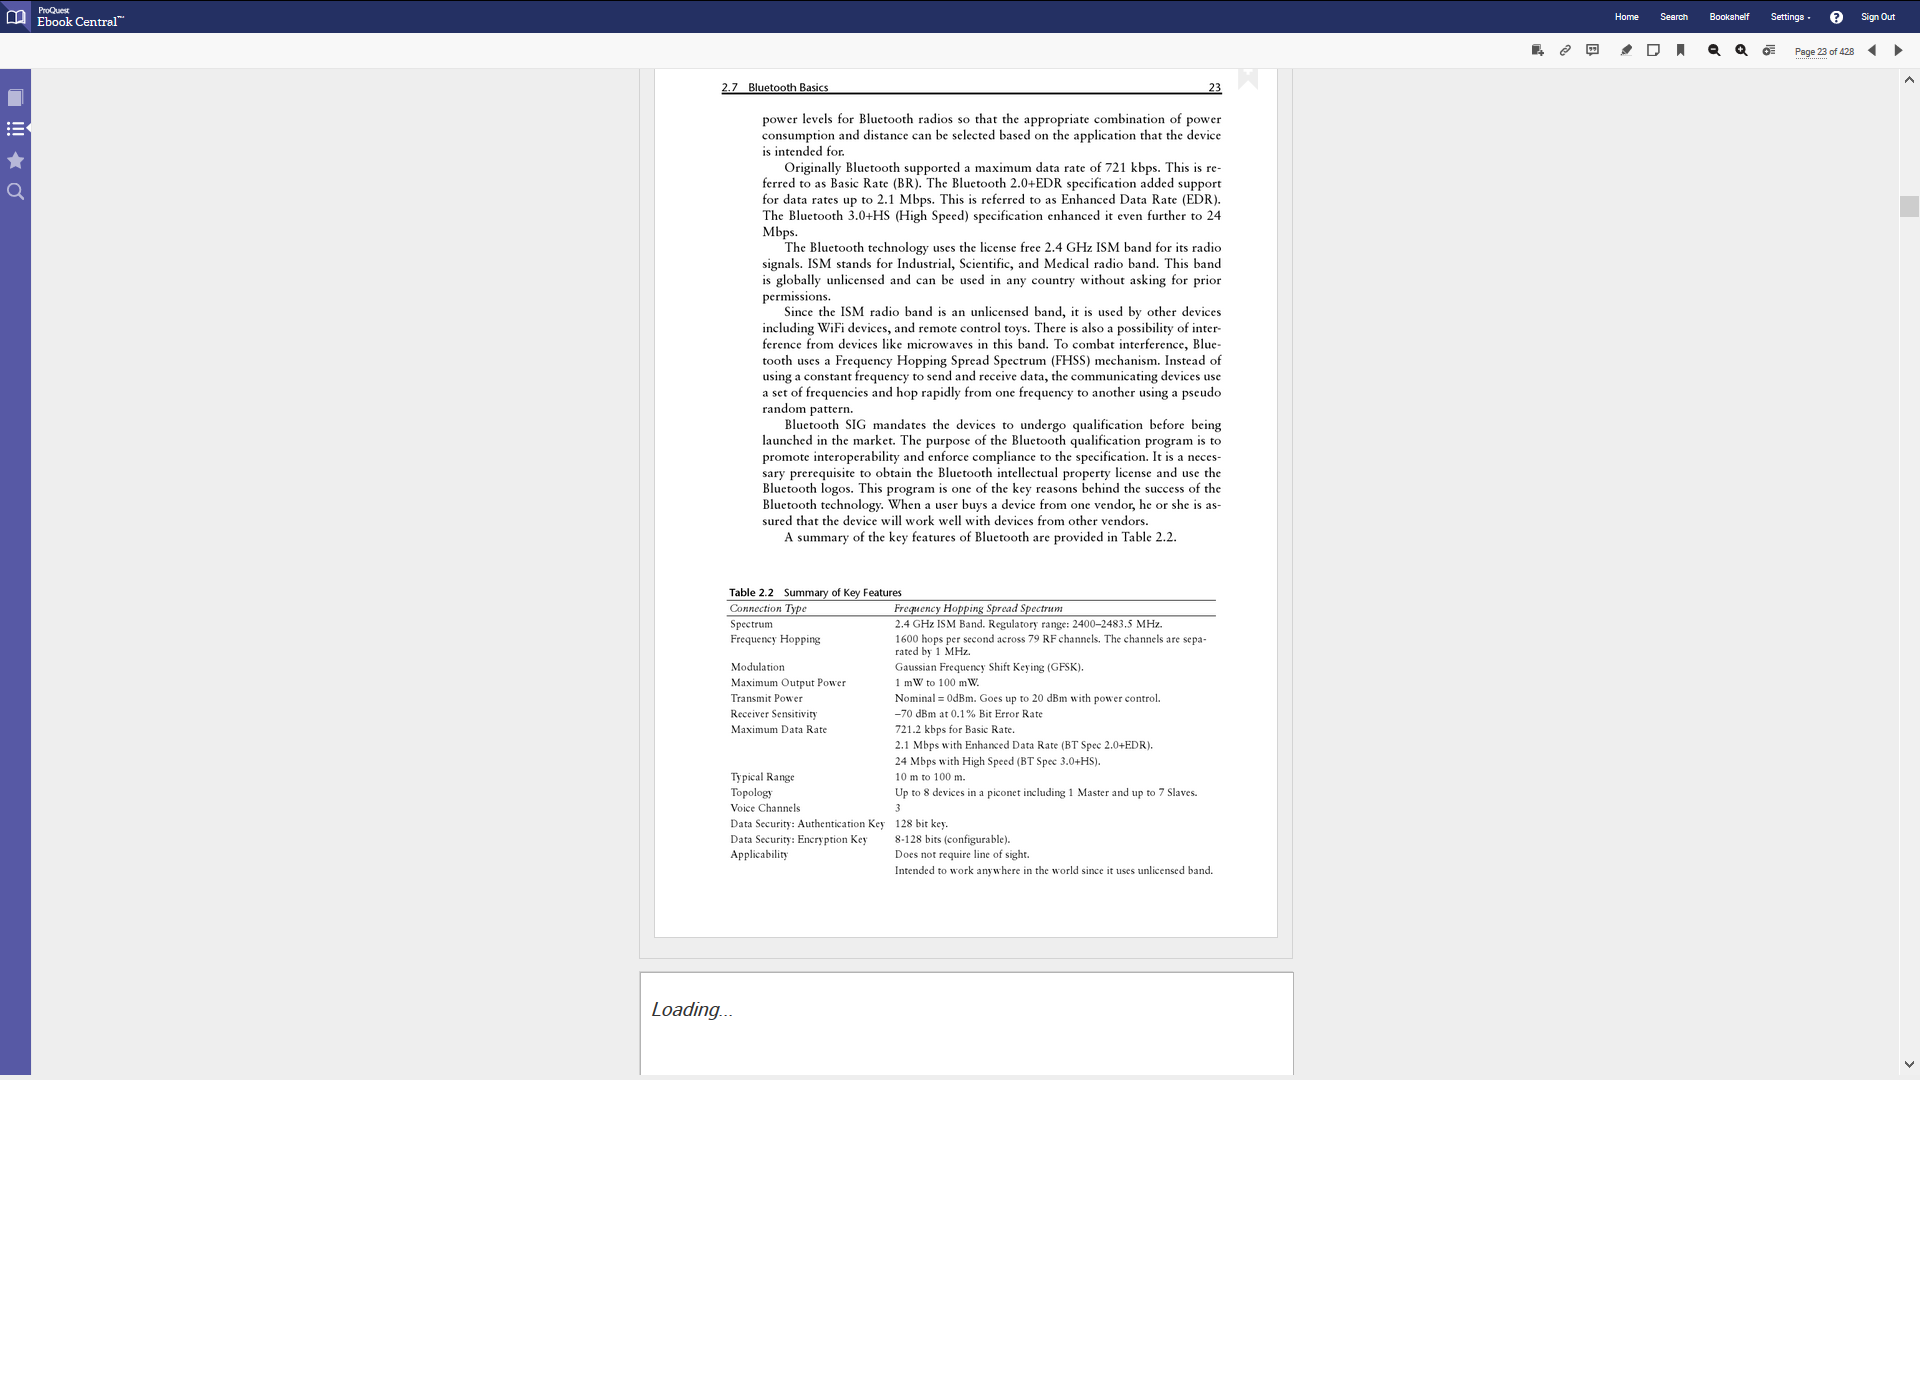 ProQuest
Ebook Central™
Home Search Bookshelf Settings ? Sign Out
Page 23 of 428
2.7 Bluetooth Basics 23
power levels for Bluetooth radios so that the appropriate combination of power
consumption and distance can be selected based on the application that the device
is intended for.
Originally Bluetooth supported a maximum data rate of 721 kbps. This is re-
ferred to as Basic Rate (BR). The Bluetooth 2.0+EDR specification added support
for data rates up to 2.1 Mbps. This is referred to as Enhanced Data Rate (EDR).
The Bluetooth 3.0+HS (High Speed) specification enhanced it even further to 24
Mbps.
The Bluetooth technology uses the license free 2.4 GHz ISM band for its radio
signals. ISM stands for Industrial, Scientific, and Medical radio band. This band
is globally unlicensed and can be used in any country without asking for prior
permissions.
Since the ISM radio band is an unlicensed band, it is used by other devices
including WiFi devices, and remote control toys. There is also a possibility of inter-
ference from devices like microwaves in this band. To combat interference, Blue-
tooth uses a Frequency Hopping Spread Spectrum (FHSS) mechanism. Instead of
using a constant frequency to send and receive data, the communicating devices use
a set of frequencies and hop rapidly from one frequency to another using a pseudo
random pattern.
Bluetooth SIG mandates the devices to undergo qualification before being
launched in the market. The purpose of the Bluetooth qualification program is to
promote interoperability and enforce compliance to the specification. It is a neces-
sary prerequisite to obtain the Bluetooth intellectual property license and use the
Bluetooth logos. This program is one of the key reasons behind the success of the
Bluetooth technology. When a user buys a device from one vendor, he or she is as-
sured that the device will work well with devices from other vendors.
A summary of the key features of Bluetooth are provided in Table 2.2.
Table 2.2 Summary of Key Features
Connection Type Frequency Hopping Spread Spectrum
Spectrum 2.4 GHz ISM Band. Regulatory range: 2400–2483.5 MHz.
Frequency Hopping 1600 hops per second across 79 RF channels. The channels are sepa-
rated by 1 MHz.
Modulation Gaussian Frequency Shift Keying (GFSK).
Maximum Output Power 1 mW to 100 mW.
Transmit Power Nominal = 0dBm. Goes up to 20 dBm with power control.
Receiver Sensitivity –70 dBm at 0.1% Bit Error Rate
Maximum Data Rate 721.2 kbps for Basic Rate.
2.1 Mbps with Enhanced Data Rate (BT Spec 2.0+EDR).
24 Mbps with High Speed (BT Spec 3.0+HS).
Typical Range 10 m to 100 m.
Topology Up to 8 devices in a piconet including 1 Master and up to 7 Slaves.
Voice Channels 3
Data Security: Authentication Key 128 bit key.
Data Security: Encryption Key 8-128 bits (configurable).
Applicability Does not require line of sight.
Intended to work anywhere in the world since it uses unlicensed band.
Loading...